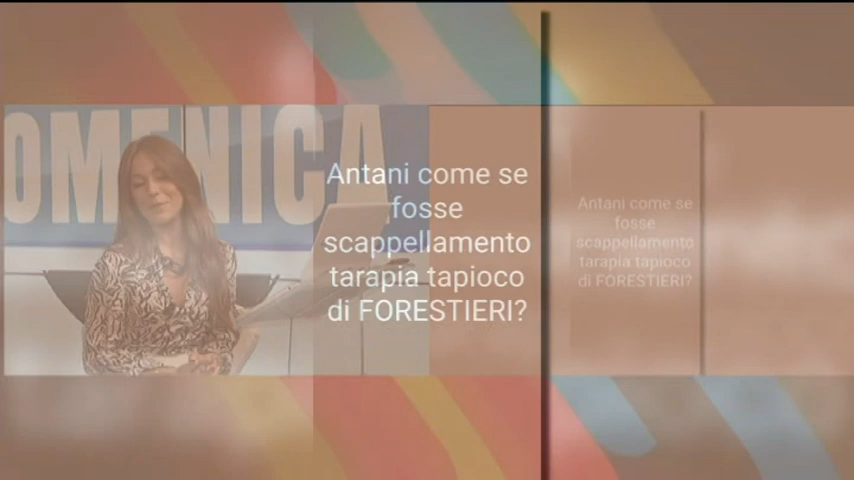 OMENICA
Antani come se
fosse
scappellamento
tarapia tapioco
di FORESTIERI?
Antani come se
fosse
scappellamento
tarapia tapioco
di FORESTIERI?